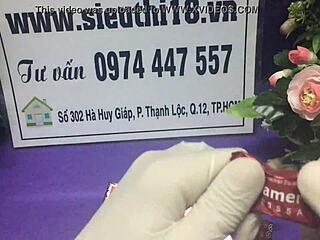 This video was uploaded to WWW.XVIDEOS.COM
www.sieuthi18.vn
Tư vấn 0974 447 557
Số 302 Hà Huy Giáp, P. Thạnh Lộc, Q.12, TP.HCM